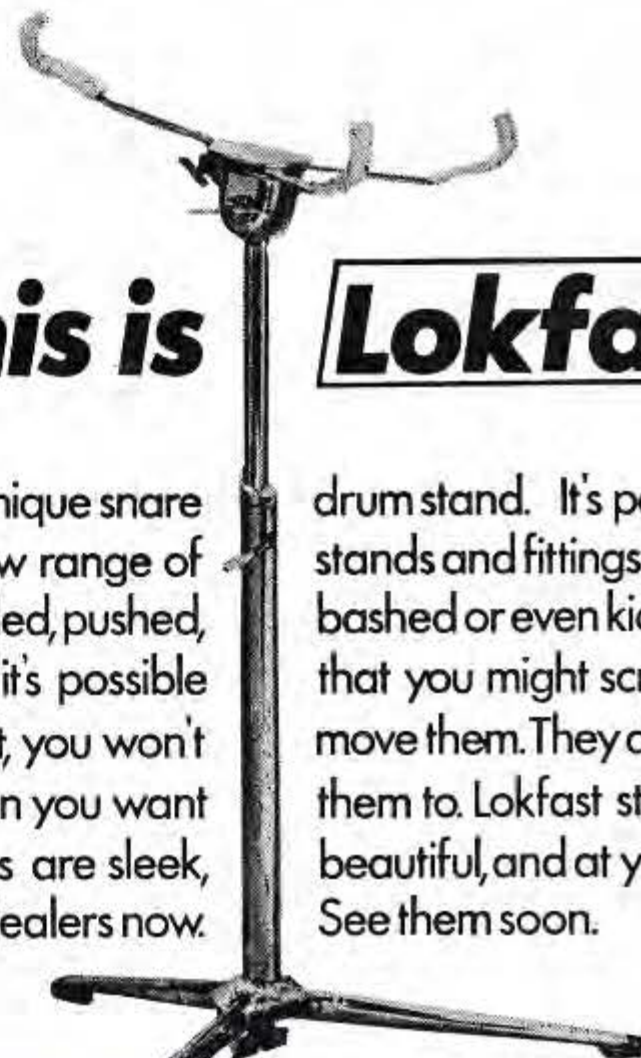 is is
Lokfa
nique snare
w range of
ed, pushed,
it's possible
t, you won't
n you want
s are sleek,
ealers now.
drum stand. It's p
stands and fittings
bashed or even kic
that you might scr
move them. They
them to. Lokfast st
beautiful, and at y
See them soon.